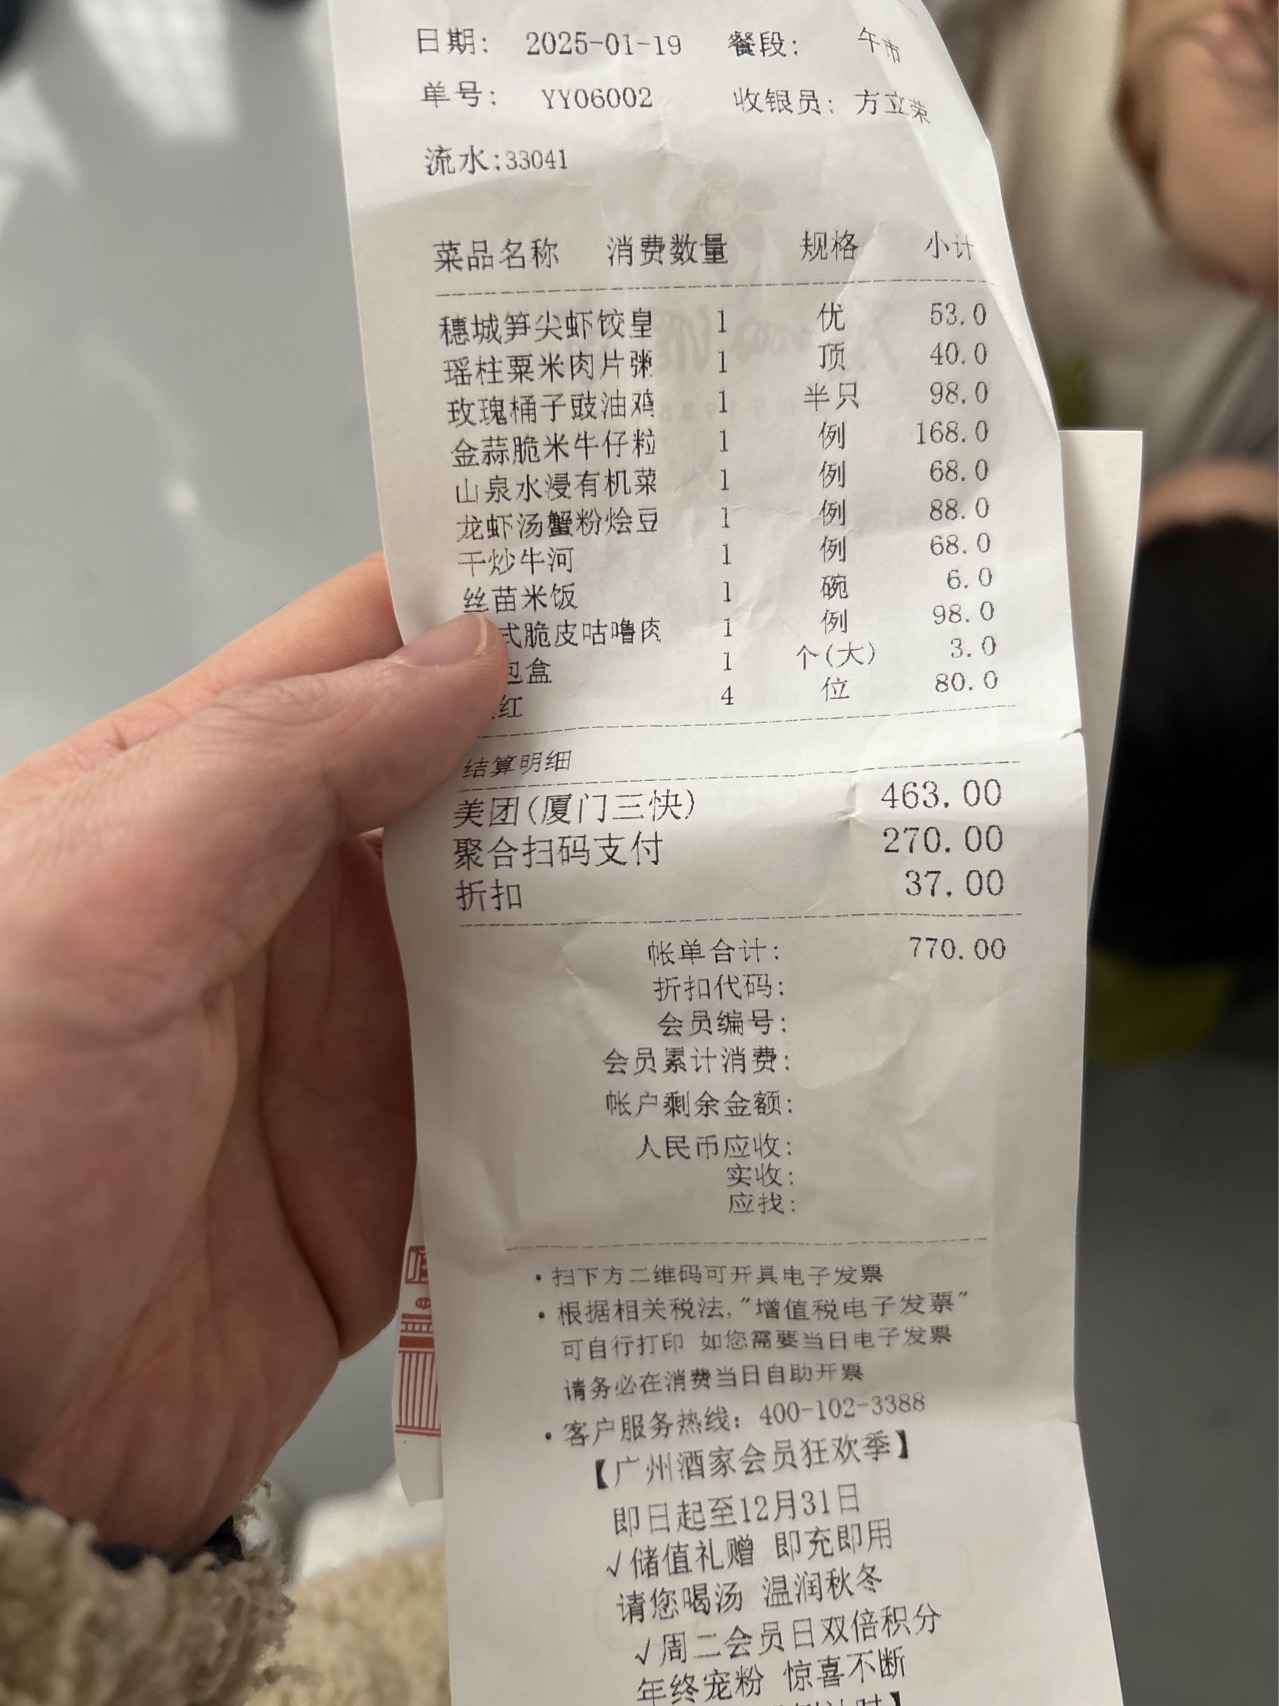 日期: 2025-01-19 餐段: 午市
单号: YY06002 收银员: 方立荣
流水:33041
菜品名称 消费数量 规格 小计
穗城笋尖虾饺皇 1 优 53.0
瑶柱粟米肉片粥 1 顶 40.0
玫瑰桶子豉油鸡 1 半只 98.0
金蒜脆米牛仔粒 1 例 168.0
山泉水浸有机菜 1 例 68.0
龙虾汤蟹粉烩豆 1 例 88.0
干炒牛河 1 例 68.0
丝苗米饭 1 碗 6.0
式脆皮咕噜肉 1 例 98.0
包盒 1 个(大) 3.0
红 4 位 80.0
结算明细
美团(厦门三快) 463.00
聚合扫码支付 270.00
折扣 37.00
帐单合计: 770.00
折扣代码:
会员编号:
会员累计消费:
帐户剩余金额:
人民币应收:
实收:
应找:
·扫下方二维码可开具电子发票
·根据相关税法,"增值税电子发票"
可自行打印 如您需要当日电子发票
请务必在消费当日自助开票
·客户服务热线: 400-102-3388
【广州酒家会员狂欢季】
即日起至12月31日
√储值礼赠 即充即用
请您喝汤 温润秋冬
√周二会员日双倍积分
年终宠粉 惊喜不断